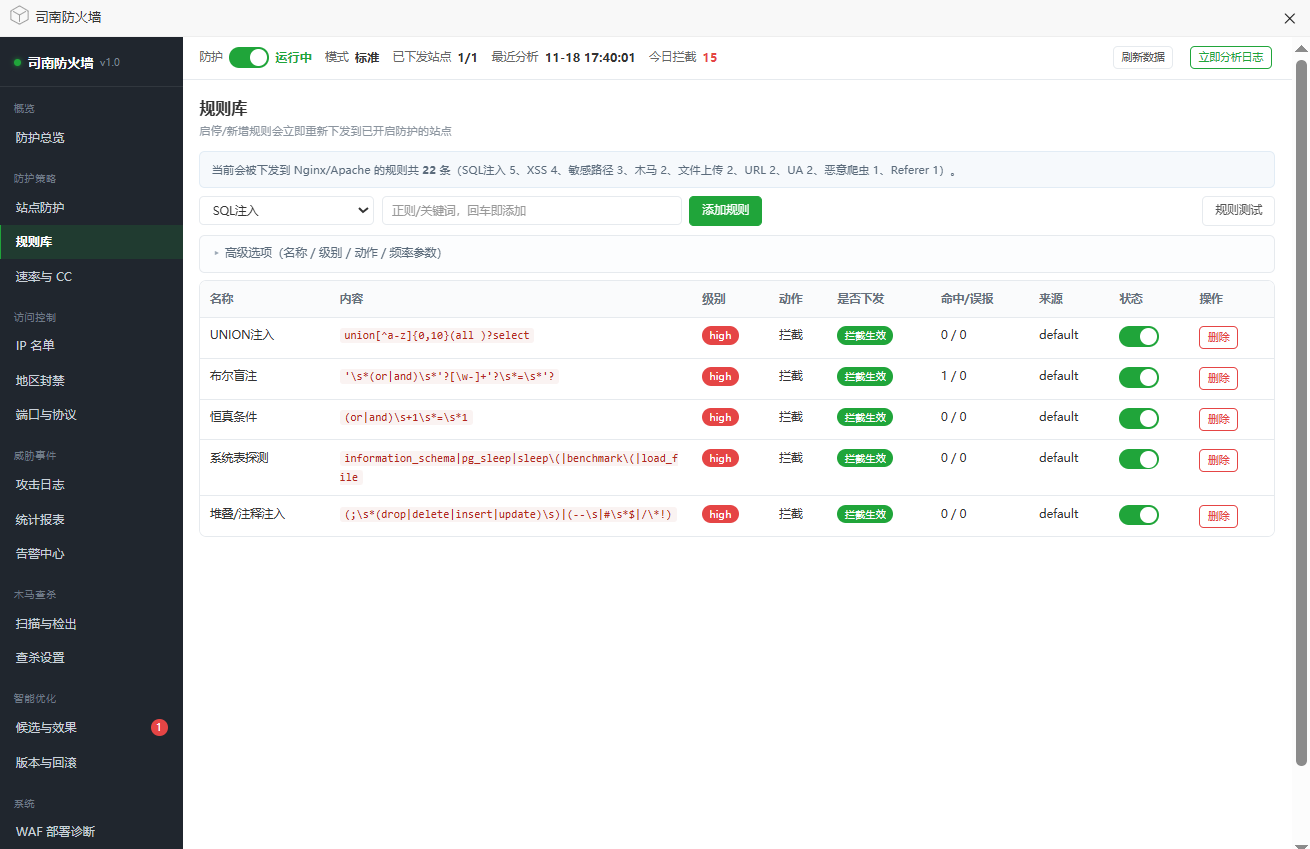 司南防火墙
司南防火墙 v1.0
概览
防护总览
防护策略
站点防护
规则库
速率与 CC
访问控制
IP 名单
地区封禁
端口与协议
威胁事件
攻击日志
统计报表
告警中心
木马查杀
扫描与检出
查杀设置
智能优化
候选与效果 1
版本与回滚
系统
WAF 部署诊断
防护 运行中 模式 标准 已下发站点 1/1 最近分析 11-18 17:40:01 今日拦截 15 刷新数据 立即分析日志
规则库
启停/新增规则会立即重新下发到已开启防护的站点
当前会被下发到 Nginx/Apache 的规则共 22 条（SQL注入 5、XSS 4、敏感路径 3、木马 2、文件上传 2、URL 2、UA 2、恶意爬虫 1、Referer 1）。
SQL注入 正则/关键词，回车即添加 添加规则 规则测试
高级选项（名称 / 级别 / 动作 / 频率参数）
名称 内容 级别 动作 是否下发 命中/误报 来源 状态 操作
UNION注入 union[^a-z]{0,10}(all )?select high 拦截 拦截生效 0 / 0 default 删除
布尔盲注 '\s*(or|and)\s*'?[\w-]+'?\s*=\s*'? high 拦截 拦截生效 1 / 0 default 删除
恒真条件 (or|and)\s+1\s*=\s*1 high 拦截 拦截生效 0 / 0 default 删除
系统表探测 information_schema|pg_sleep|sleep\(|benchmark\(|load_f high 拦截 拦截生效 0 / 0 default 删除
ile
堆叠/注释注入 (;\s*(drop|delete|insert|update)\s)|(--\s|#\s*$|/\*!) high 拦截 拦截生效 0 / 0 default 删除